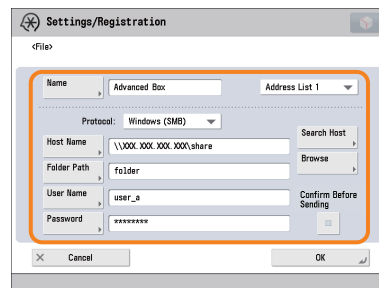 Settings/Registration
<File>
Name
Advanced Box
Address List 1
Protocol: Windows (SMB)
Host Name
\\XXX.XXX.XXX.XXX\share
Search Host
Folder Path
folder
Browse
User Name
user_a
Confirm Before
Sending
Password
********
Cancel
OK